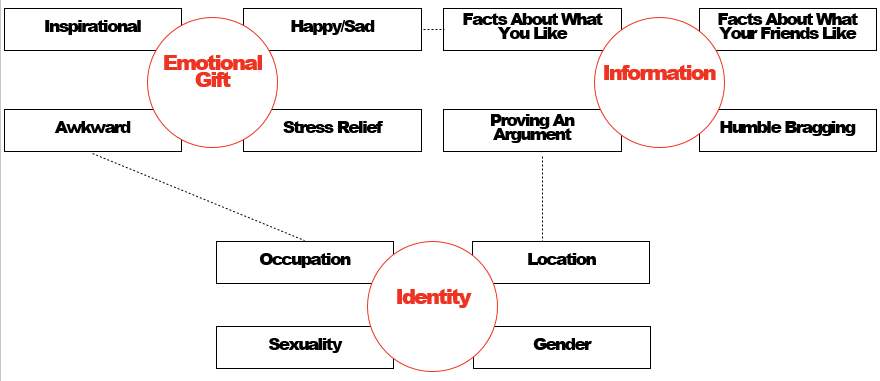 Inspirational
Happy/Sad
Emotional
Gift
Awkward
Stress Relief
Facts About What
You Like
Facts About What
Your Friends Like
Information
Proving An
Argument
Humble Bragging
Occupation
Location
Identity
Sexuality
Gender